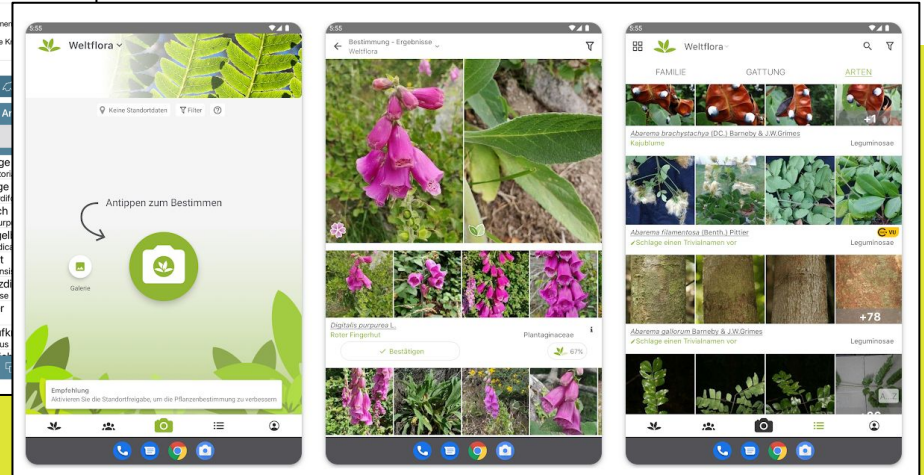 5:55
Weltflora
Keine Standortdaten
Filter
Antippen zum Bestimmen
Galerie
Empfehlung
Aktivieren Sie die Standortfreigabe, um die Pflanzenbestimmung zu verbessern
5:55
Bestimmung - Ergebnisse
Weltflora
Digitalis purpurea L.
Roter Fingerhut
Plantaginaceae
Bestätigen
67%
5:55
Weltflora
FAMILIE GATTUNG ARTEN
+1
Abarema brachystachya (DC.) Barneby & J.W.Grimes
Kajublume
Leguminosae
Abarema filamentosa (Benth.) Pittier
VU
Schlage einen Trivialnamen vor
Leguminosae
+78
Abarema gallorum Barneby & J.W.Grimes
Schlage einen Trivialnamen vor
Leguminosae
A, Z